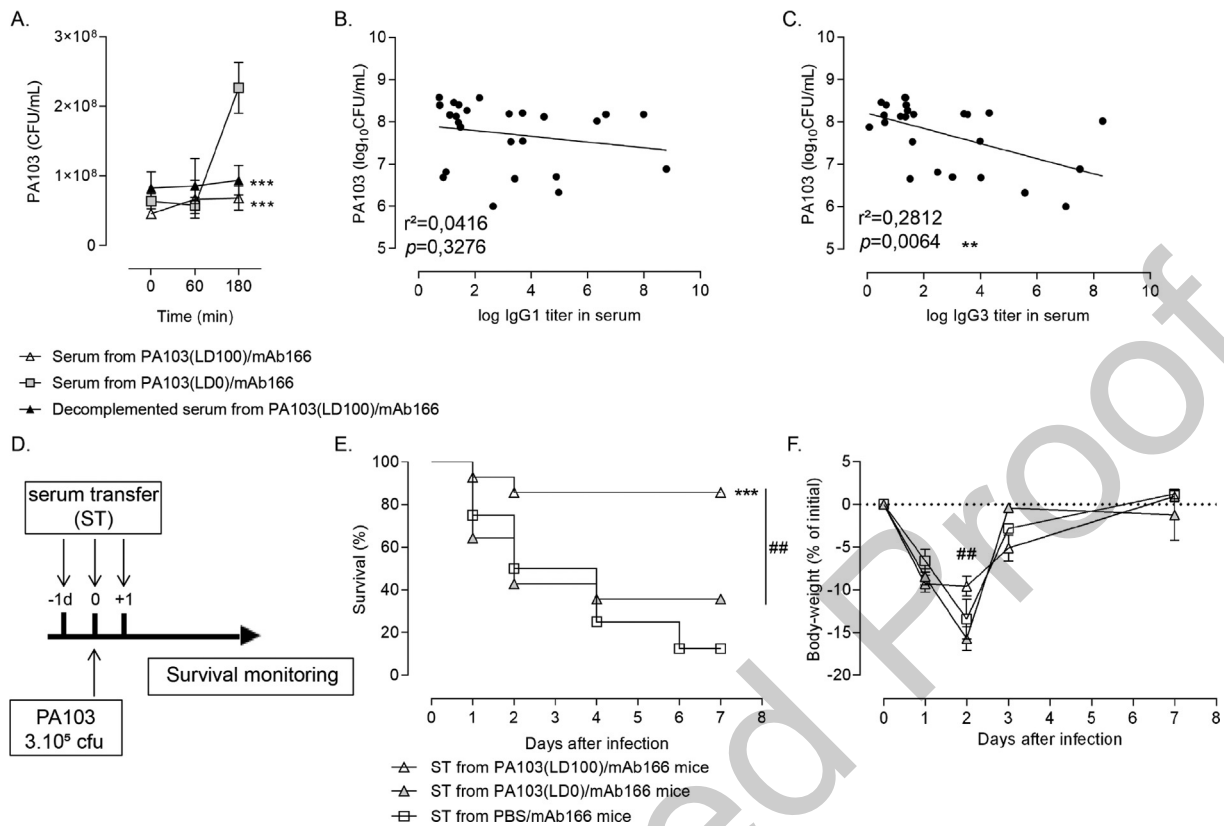 A.
3×10⁸
2×10⁸
1×10⁸
0
PA103 (CFU/mL)
***
***
0 60 180
Time (min)
B.
10
9
8
7
6
5
PA103 (log₁₀CFU/mL)
r²=0,0416
p=0,3276
0 2 4 6 8 10
log IgG1 titer in serum
C.
10
9
8
7
6
5
PA103 (log₁₀CFU/mL)
r²=0,2812
p=0,0064 **
0 2 4 6 8 10
log IgG3 titer in serum
Serum from PA103(LD100)/mAb166
Serum from PA103(LD0)/mAb166
Decomplemented serum from PA103(LD100)/mAb166
D.
serum transfer
(ST)
-1d 0 +1
Survival monitoring
PA103
3.10⁵ cfu
E.
100
80
60
40
20
0
Survival (%)
***
##
0 1 2 3 4 5 6 7 8
Days after infection
ST from PA103(LD100)/mAb166 mice
ST from PA103(LD0)/mAb166 mice
ST from PBS/mAb166 mice
F.
5
0
-5
-10
-15
-20
Body-weight (% of initial)
##
0 1 2 3 4 5 6 7 8
Days after infection
ed Proof